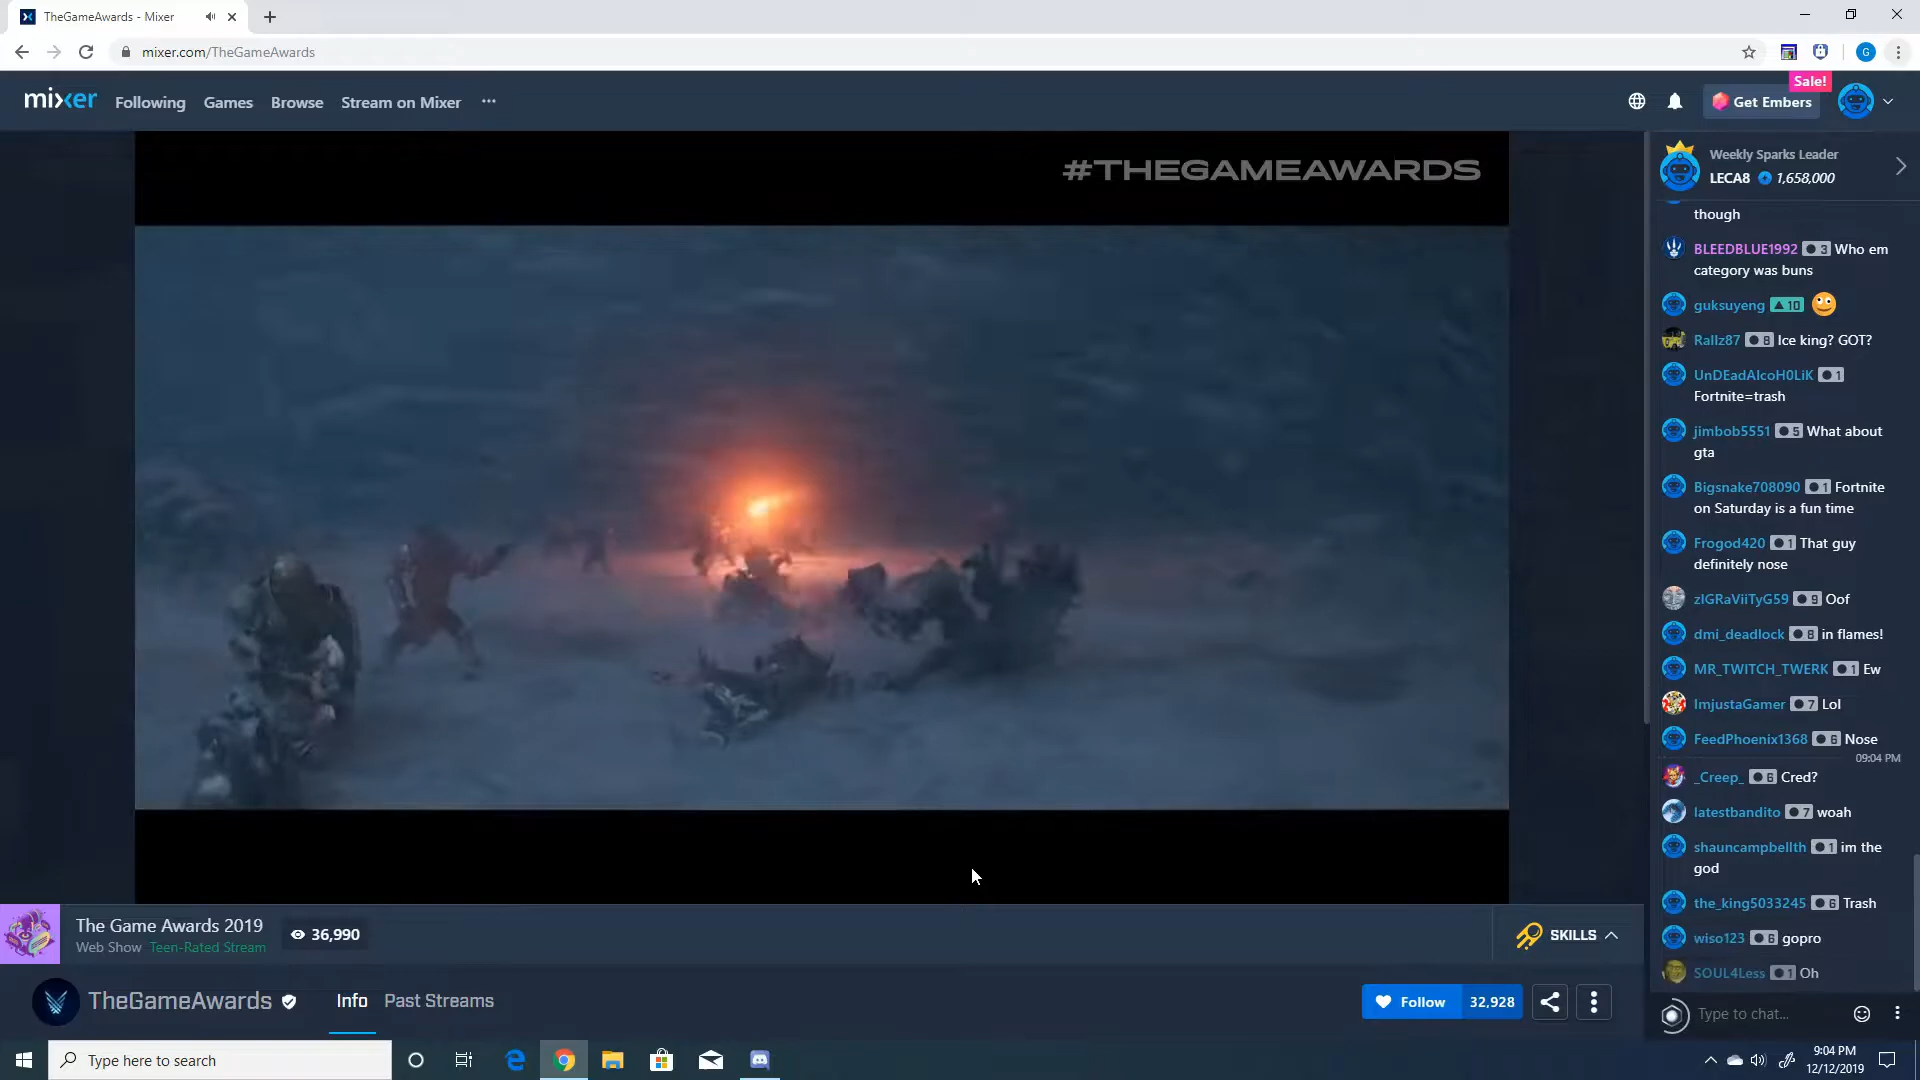 TheGameAwards - Mixer
mixer.com/TheGameAwards
G
Sale!
mixer
Following
Games
Browse
Stream on Mixer
Get Embers
#THEGAMEAWARDS
Weekly Sparks Leader
LECA8 1,658,000
though
BLEEDBLUE1992 3 Who em
category was buns
guksuyeng 10
Rallz87 8 Ice king? GOT?
UnDEadAlcoH0LiK 1
Fortnite=trash
jimbob5551 5 What about
gta
Bigsnake708090 1 Fortnite
on Saturday is a fun time
Frogod420 1 That guy
definitely nose
zIGRaViiTyG59 9 Oof
dmi_deadlock 8 in flames!
MR_TWITCH_TWERK 1 Ew
ImjustaGamer 7 Lol
FeedPhoenix1368 6 Nose
09:04 PM
_Creep_ 6 Cred?
latestbandito 7 woah
shauncampbellth 1 im the
god
the_king5033245 6 Trash
wiso123 6 gopro
SOUL4Less 1 Oh
Type to chat...
The Game Awards 2019
36,990
Web Show Teen-Rated Stream
SKILLS
TheGameAwards
Info
Past Streams
Follow 32,928
Type here to search
9:04 PM
12/12/2019